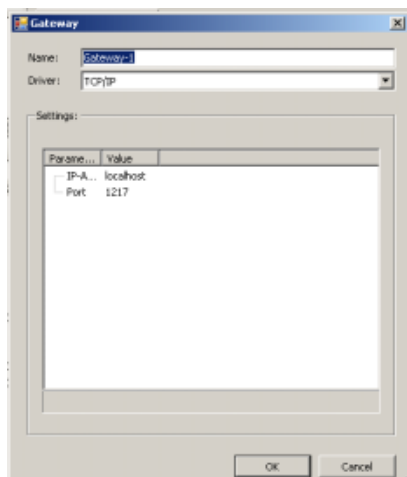 Gateway
Name: Gateway-1
Driver: TCP/IP
Settings:
Parame... Value
IP-A... localhost
Port 1217
OK Cancel